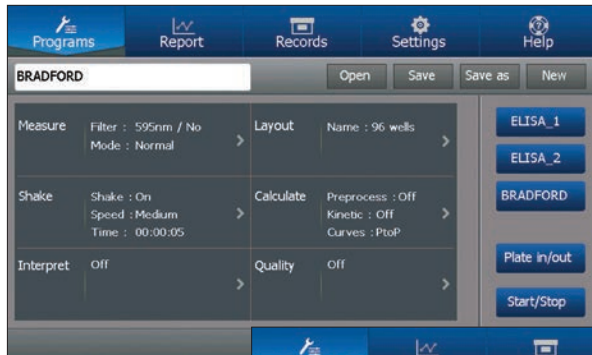 Programs Report Records Settings Help
BRADFORD Open Save Save as New
Measure Filter : 595nm / No Layout Name : 96 wells ELISA_1
Mode : Normal
ELISA_2
Shake Shake : On Calculate Preprocess : Off BRADFORD
Speed : Medium Kinetic : Off
Time : 00:00:05 Curves : PtoP
Interpret Off Quality Off Plate in/out
Start/Stop